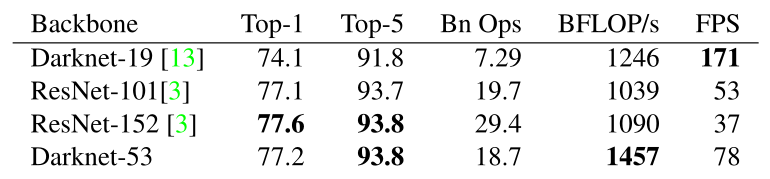 Backbone Top-1 Top-5 Bn Ops BFLOP/s FPS
Darknet-19 [13] 74.1 91.8 7.29 1246 171
ResNet-101[3] 77.1 93.7 19.7 1039 53
ResNet-152 [3] 77.6 93.8 29.4 1090 37
Darknet-53 77.2 93.8 18.7 1457 78